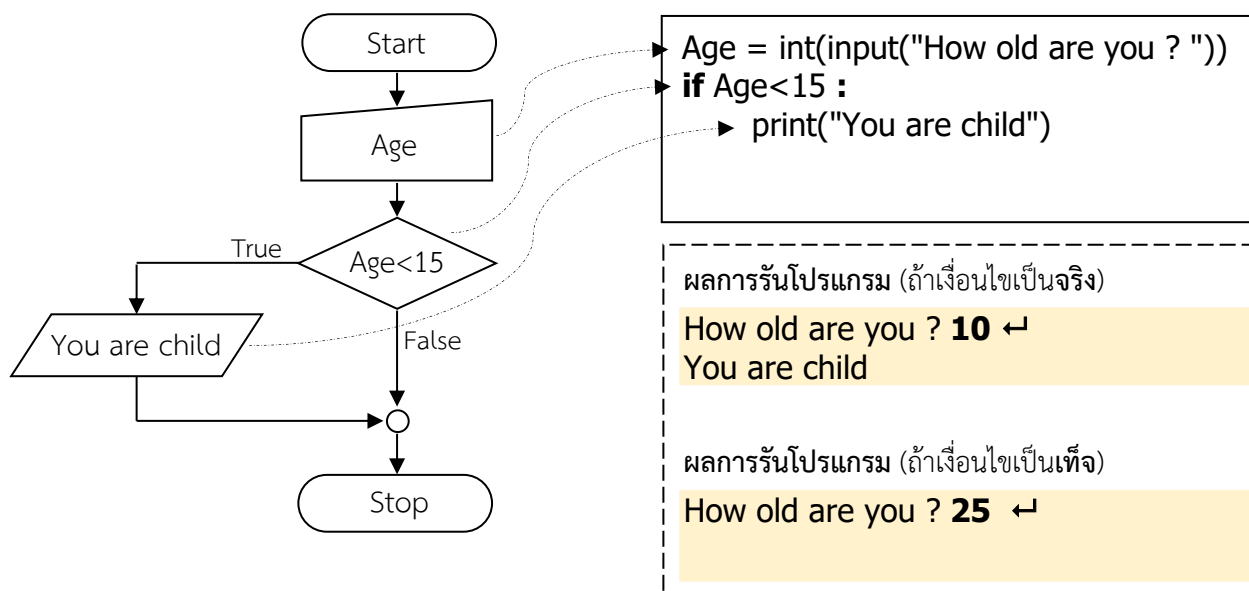 Start
Age
Age<15
True
False
You are child
Stop
Age = int(input("How old are you ? "))
if Age<15 :
print("You are child")
ผลการรันโปรแกรม (ถ้าเงื่อนไขเป็นจริง)
How old are you ? 10 ↵
You are child
ผลการรันโปรแกรม (ถ้าเงื่อนไขเป็นเท็จ)
How old are you ? 25 ↵